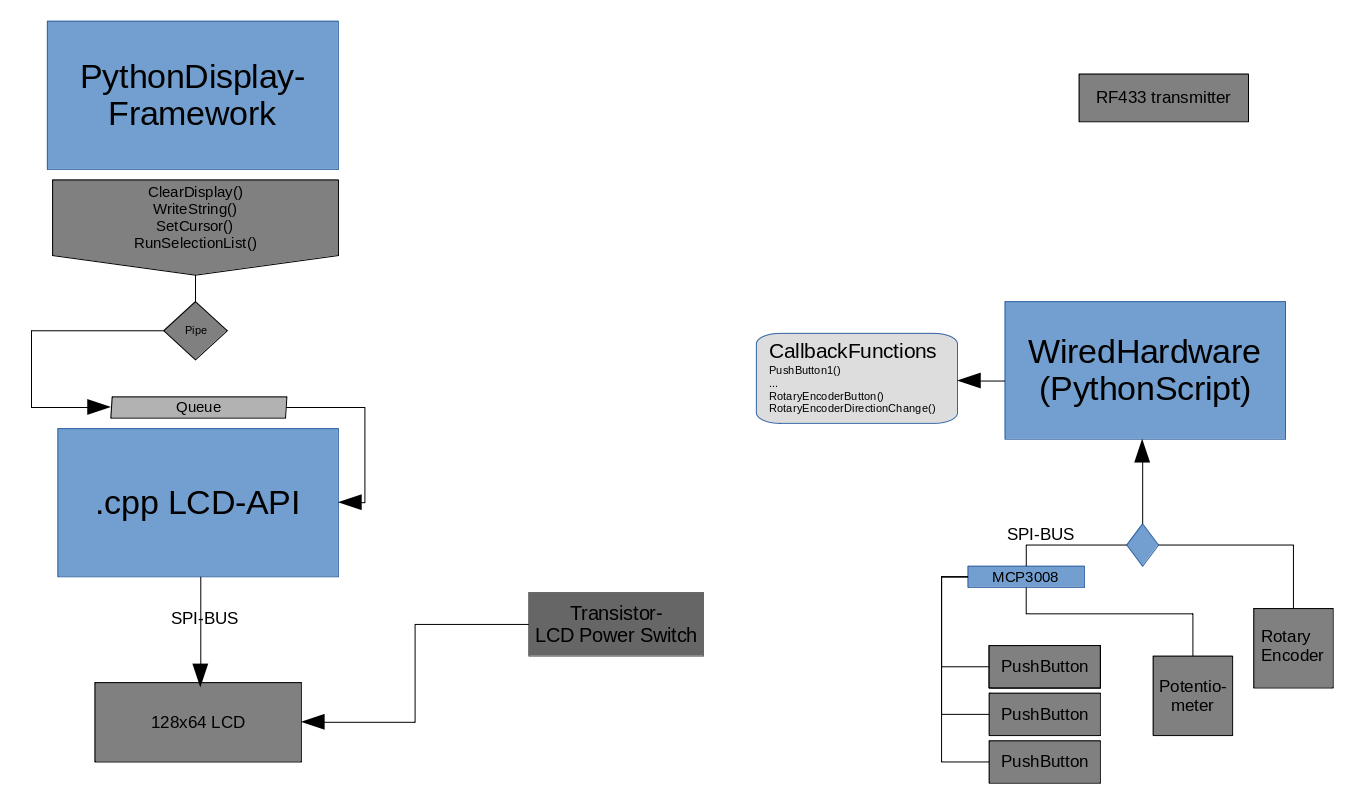 PythonDisplay-
Framework
ClearDisplay()
WriteString()
SetCursor()
RunSelectionList()
Pipe
Queue
.cpp LCD-API
SPI-BUS
128x64 LCD
Transistor-
LCD Power Switch
RF433 transmitter
CallbackFunctions
PushButton1()
...
RotaryEncoderButton()
RotaryEncoderDirectionChange()
WiredHardware
(PythonScript)
SPI-BUS
MCP3008
PushButton
PushButton
PushButton
Potentio-
meter
Rotary
Encoder